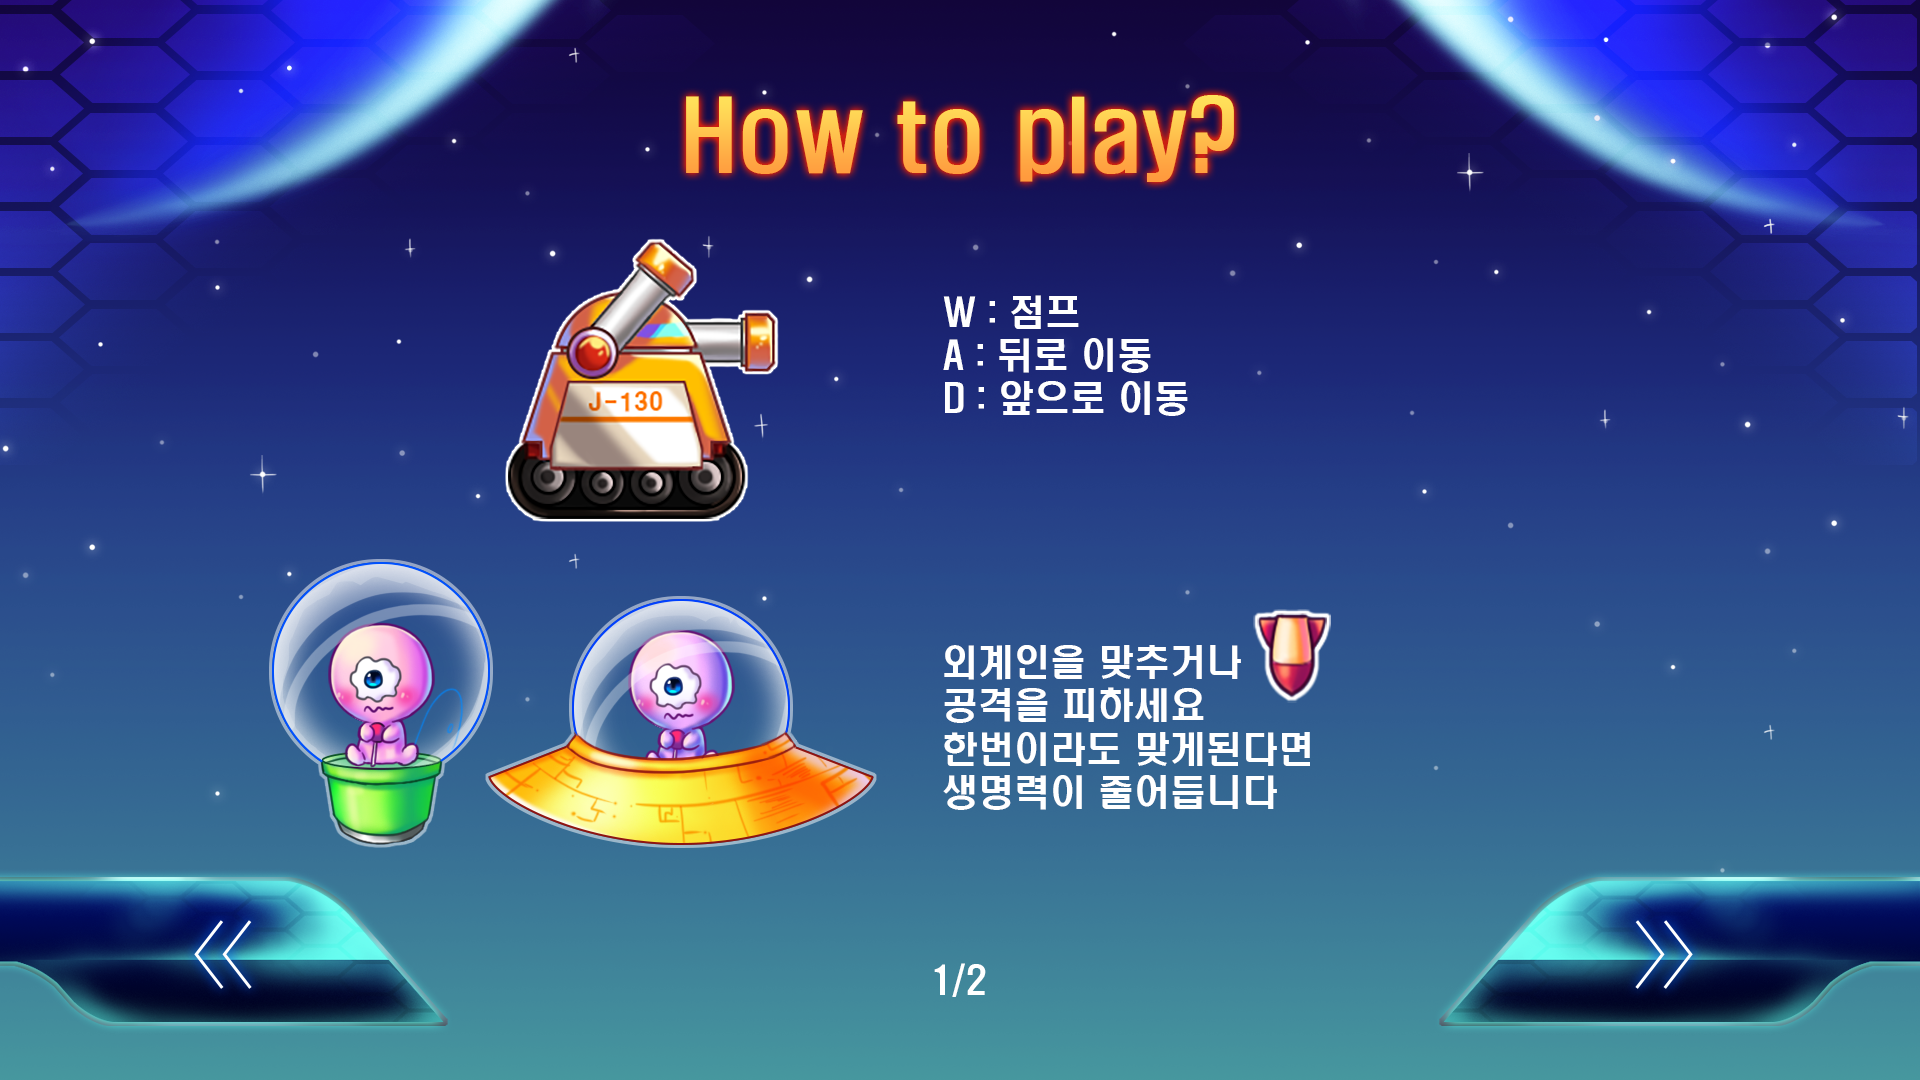 How to play?
J-130
W : 점프
A : 뒤로 이동
D : 앞으로 이동
외계인을 맞추거나
공격을 피하세요
한번이라도 맞게된다면
생명력이 줄어듭니다
1/2